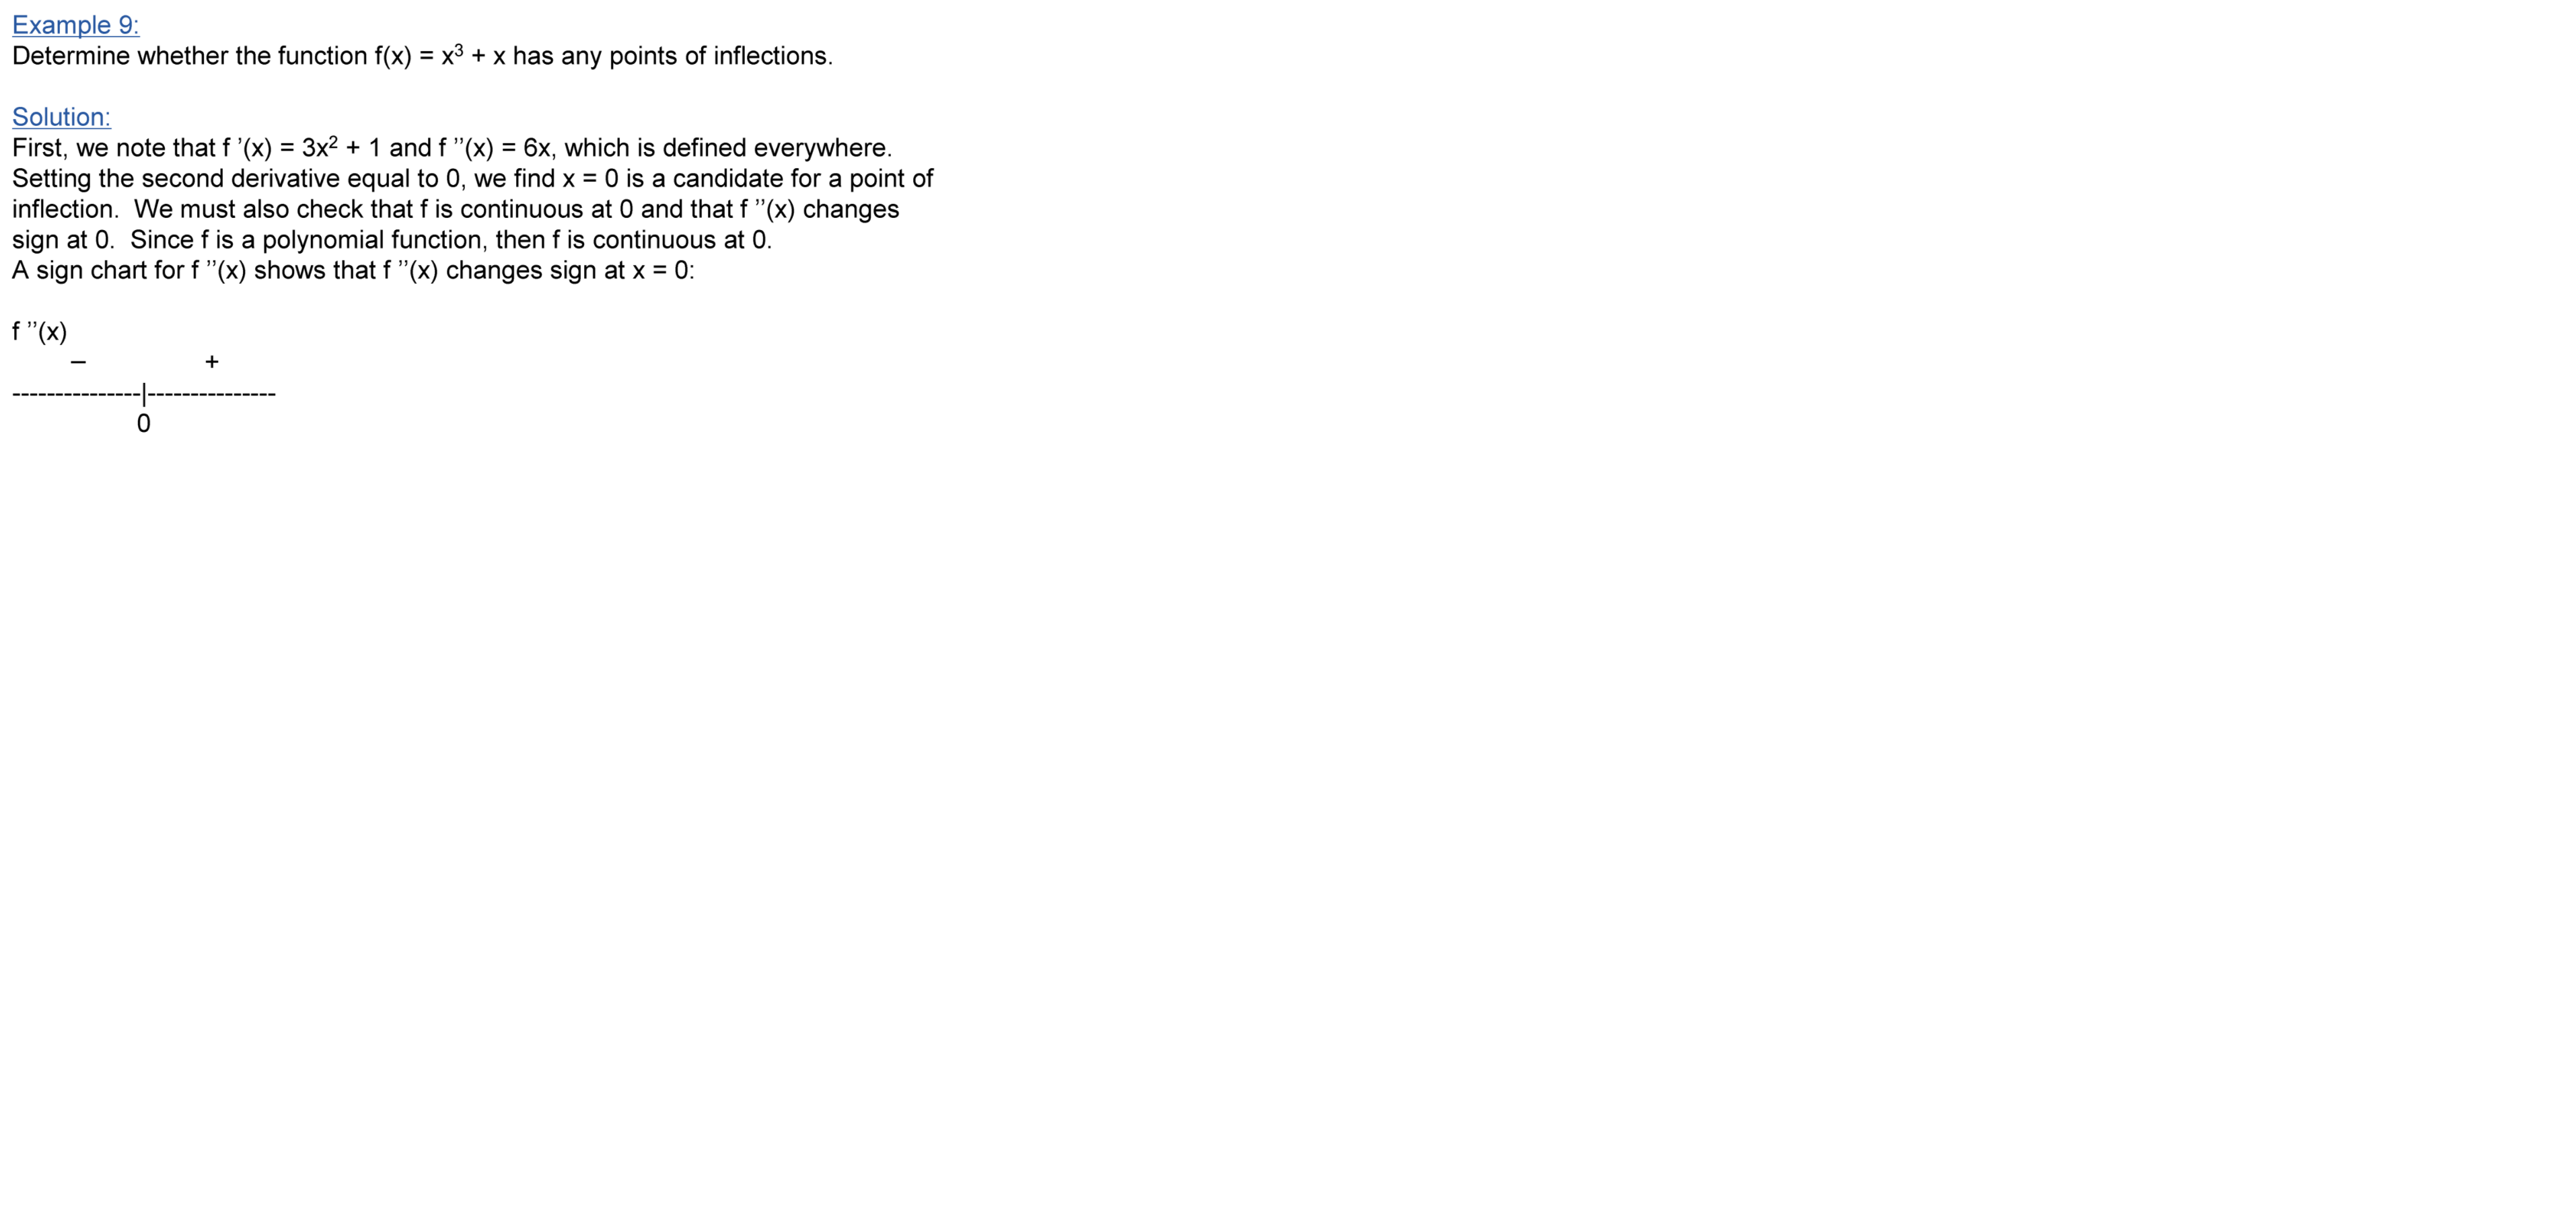 Example 9:
Determine whether the function f(x) = x³ + x has any points of inflections.
Solution:
First, we note that f ’(x) = 3x² + 1 and f ’’(x) = 6x, which is defined everywhere.
Setting the second derivative equal to 0, we find x = 0 is a candidate for a point of
inflection.  We must also check that f is continuous at 0 and that f ’’(x) changes
sign at 0.  Since f is a polynomial function, then f is continuous at 0.
A sign chart for f ’’(x) shows that f ’’(x) changes sign at x = 0:
f ’’(x)
– +
---------------|---------------
0